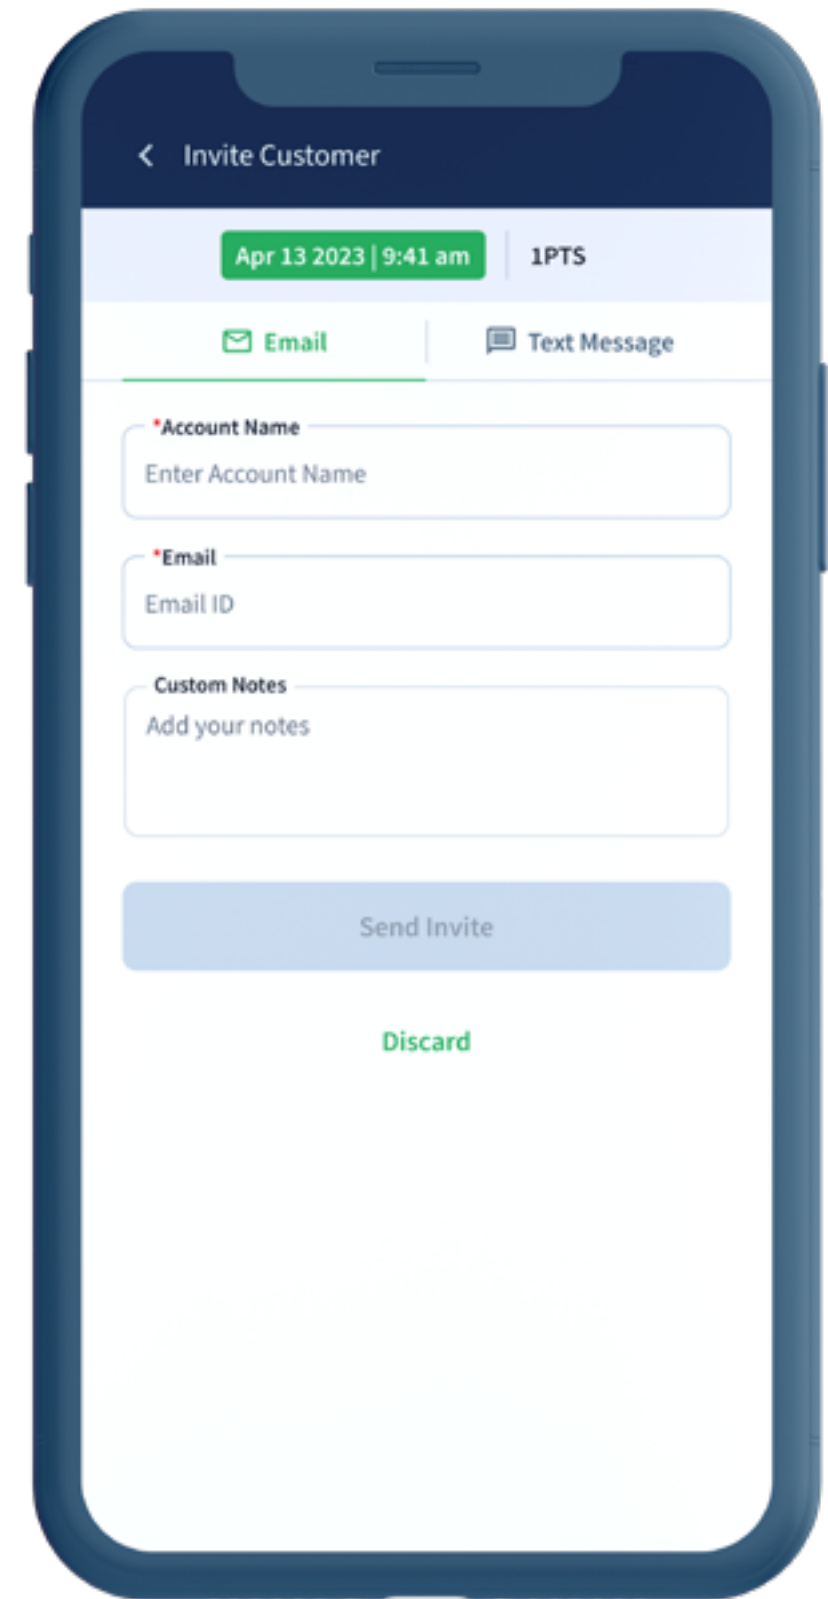 Invite Customer
Apr 13 2023 | 9:41 am 1PTS
Email Text Message
*Account Name
Enter Account Name
*Email
Email ID
Custom Notes
Add your notes
Send Invite
Discard